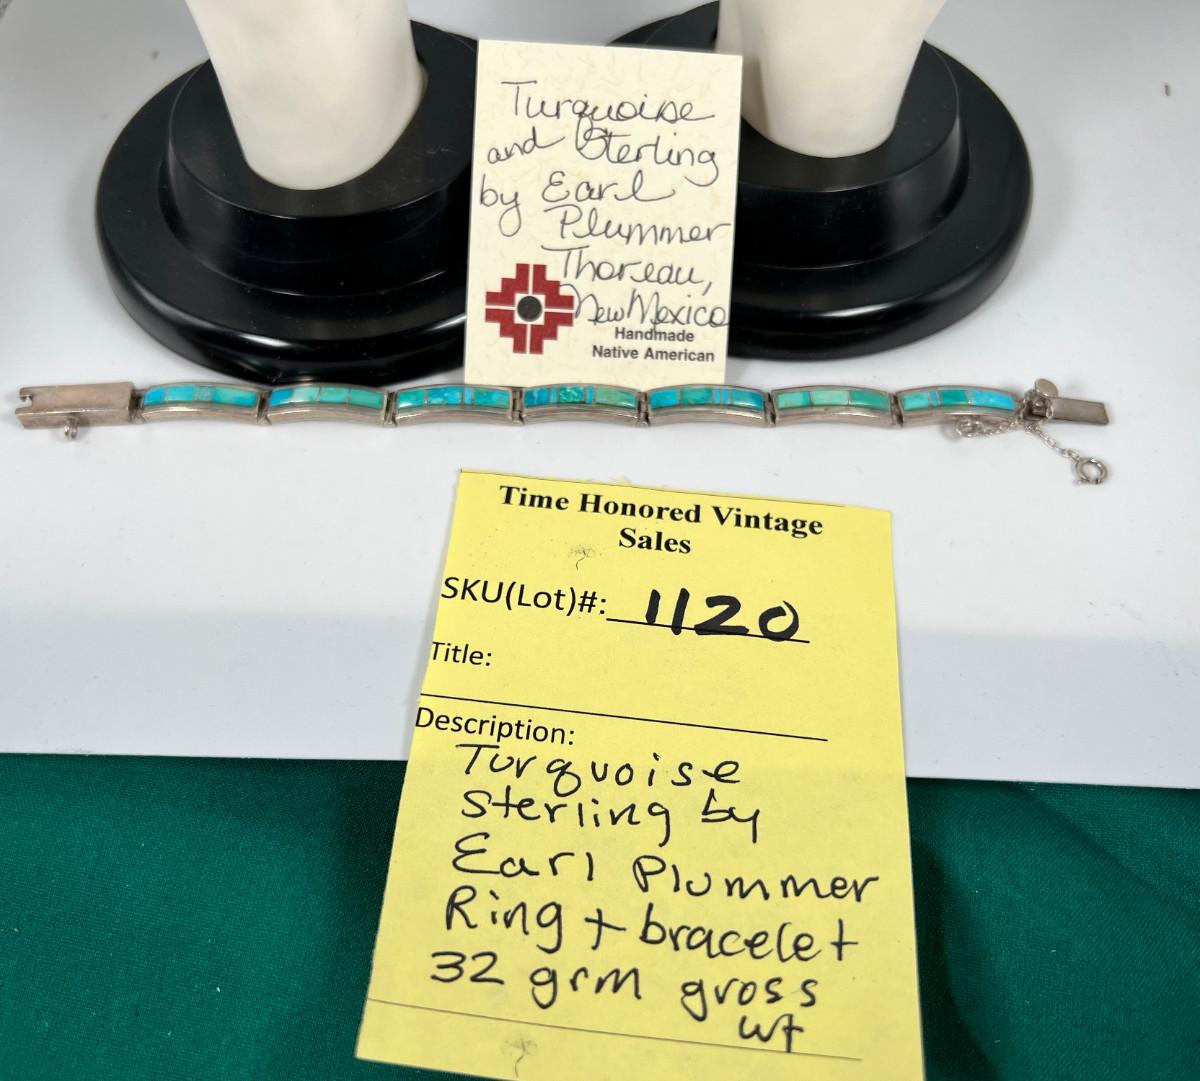 Turquoise
and Sterling
by Earl
Plummer
Thoreau,
New Mexico
Handmade
Native American
Time Honored Vintage
Sales
SKU(Lot)#: 1120
Title:
Description:
Turquoise
sterling by
Earl Plummer
Ring + bracelet
32 grm gross
wt